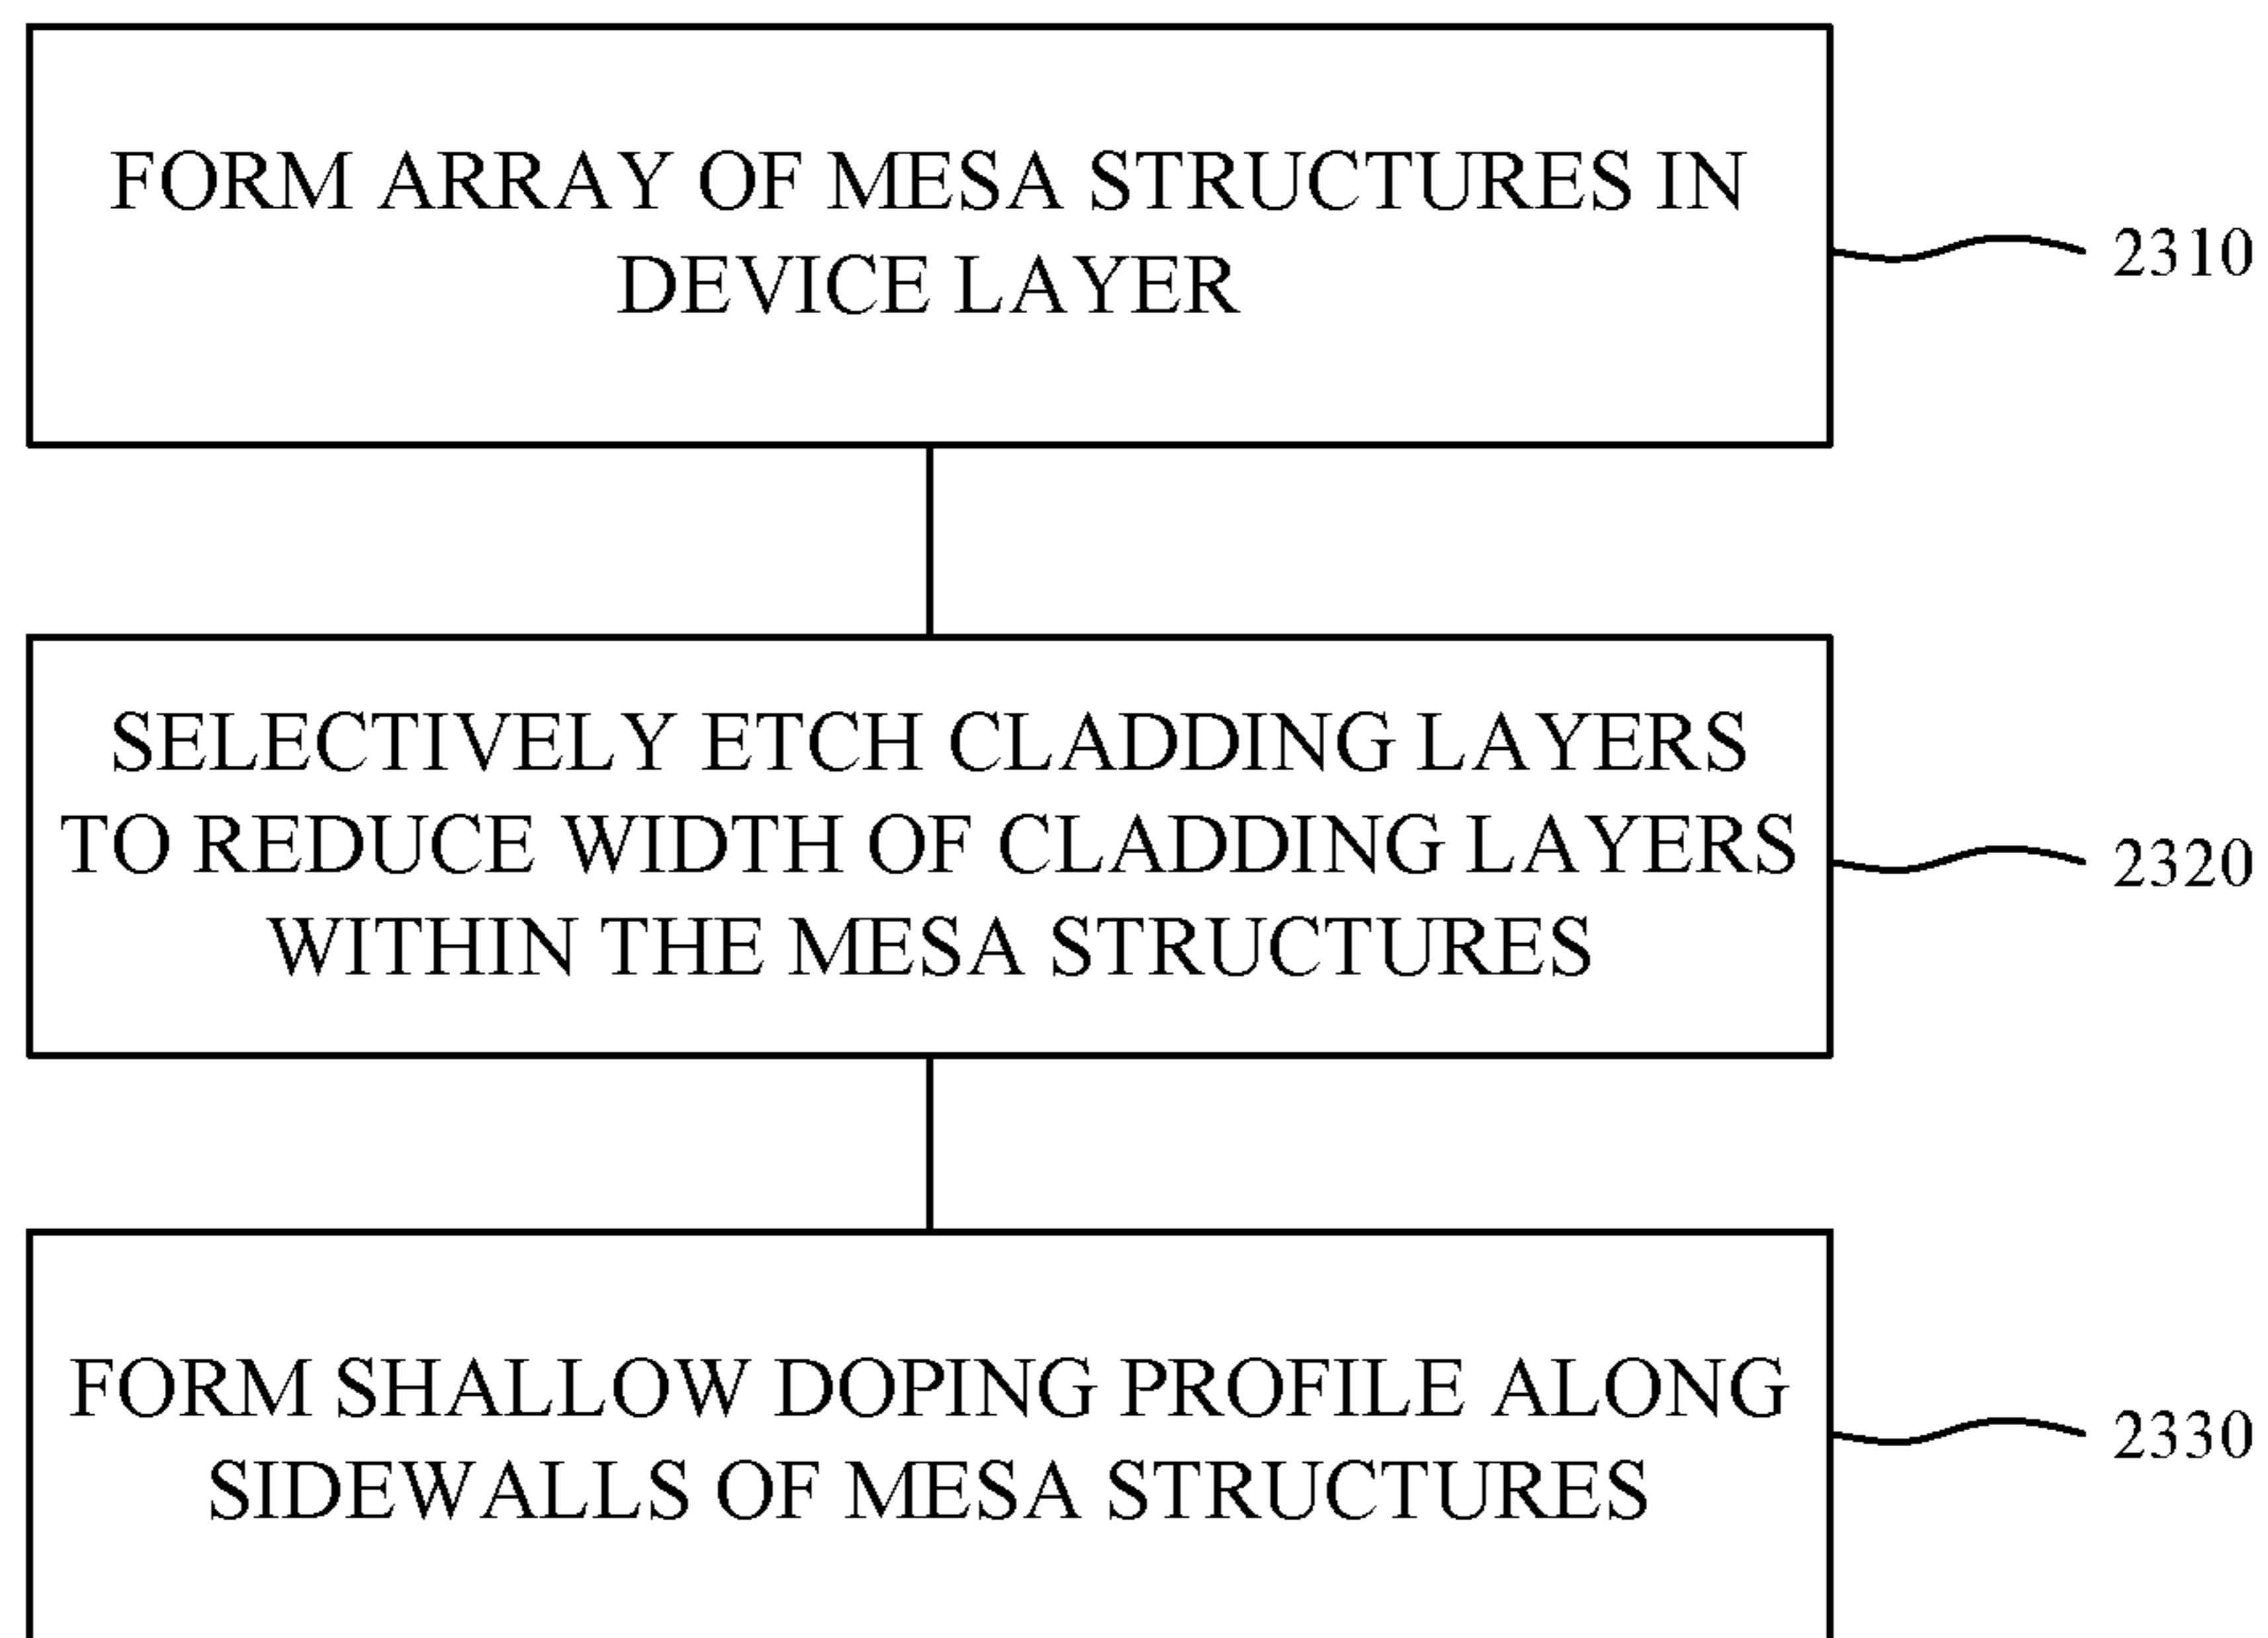 FORM ARRAY OF MESA STRUCTURES IN
DEVICE LAYER
2310
SELECTIVELY ETCH CLADDING LAYERS
TO REDUCE WIDTH OF CLADDING LAYERS
WITHIN THE MESA STRUCTURES
2320
FORM SHALLOW DOPING PROFILE ALONG
SIDEWALLS OF MESA STRUCTURES
2330